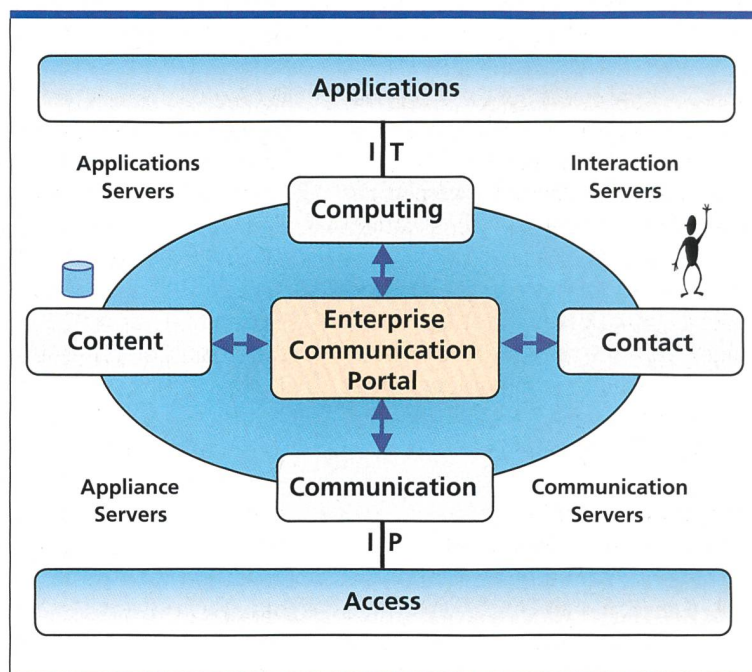 Applications
I T
Applications
Servers
Interaction
Servers
Computing
Content
Enterprise
Communication
Portal
Contact
Appliance
Servers
Communication
Communication
Servers
I P
Access